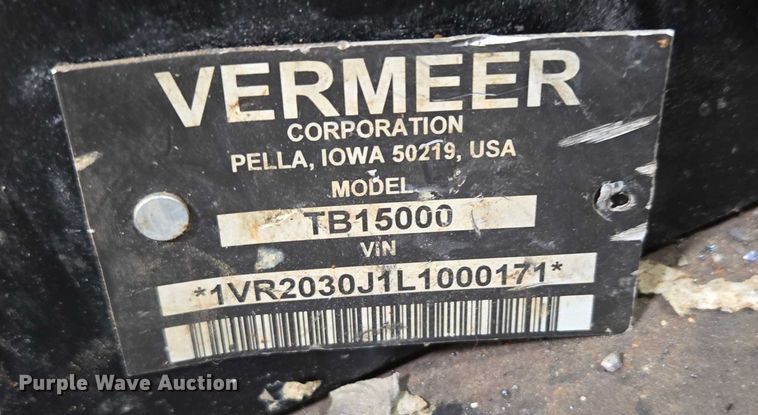 VERMEER
CORPORATION
PELLA, IOWA 50219, USA
MODEL
TB15000
VIN
*1VR2030J1L1000171*
Purple Wave Auction